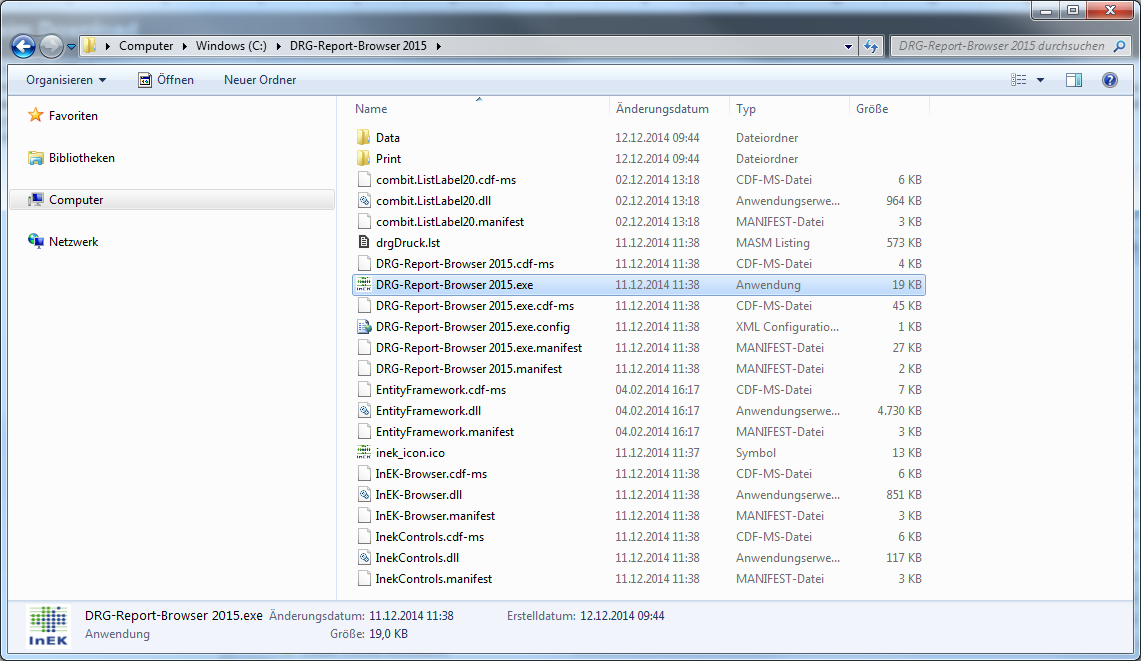 Computer ▸ Windows (C:) ▸ DRG-Report-Browser 2015 ▸
DRG-Report-Browser 2015 durchsuchen
Organisieren Öffnen Neuer Ordner
Favoriten
Bibliotheken
Computer
Netzwerk
Name Änderungsdatum Typ Größe
Data 12.12.2014 09:44 Dateiordner
Print 12.12.2014 09:44 Dateiordner
combit.ListLabel20.cdf-ms 02.12.2014 13:18 CDF-MS-Datei 6 KB
combit.ListLabel20.dll 02.12.2014 13:18 Anwendungserwe... 964 KB
combit.ListLabel20.manifest 02.12.2014 13:18 MANIFEST-Datei 3 KB
drgDruck.lst 11.12.2014 11:38 MASM Listing 573 KB
DRG-Report-Browser 2015.cdf-ms 11.12.2014 11:38 CDF-MS-Datei 4 KB
DRG-Report-Browser 2015.exe 11.12.2014 11:38 Anwendung 19 KB
DRG-Report-Browser 2015.exe.cdf-ms 11.12.2014 11:38 CDF-MS-Datei 45 KB
DRG-Report-Browser 2015.exe.config 11.12.2014 11:38 XML Configuratio... 1 KB
DRG-Report-Browser 2015.exe.manifest 11.12.2014 11:38 MANIFEST-Datei 27 KB
DRG-Report-Browser 2015.manifest 11.12.2014 11:38 MANIFEST-Datei 2 KB
EntityFramework.cdf-ms 04.02.2014 16:17 CDF-MS-Datei 7 KB
EntityFramework.dll 04.02.2014 16:17 Anwendungserwe... 4.730 KB
EntityFramework.manifest 04.02.2014 16:17 MANIFEST-Datei 3 KB
inek_icon.ico 11.12.2014 11:37 Symbol 13 KB
InEK-Browser.cdf-ms 11.12.2014 11:38 CDF-MS-Datei 6 KB
InEK-Browser.dll 11.12.2014 11:38 Anwendungserwe... 851 KB
InEK-Browser.manifest 11.12.2014 11:38 MANIFEST-Datei 3 KB
InekControls.cdf-ms 11.12.2014 11:38 CDF-MS-Datei 6 KB
InekControls.dll 11.12.2014 11:38 Anwendungserwe... 117 KB
InekControls.manifest 11.12.2014 11:38 MANIFEST-Datei 3 KB
InEK
DRG-Report-Browser 2015.exe Änderungsdatum: 11.12.2014 11:38 Erstelldatum: 12.12.2014 09:44
Anwendung Größe: 19,0 KB